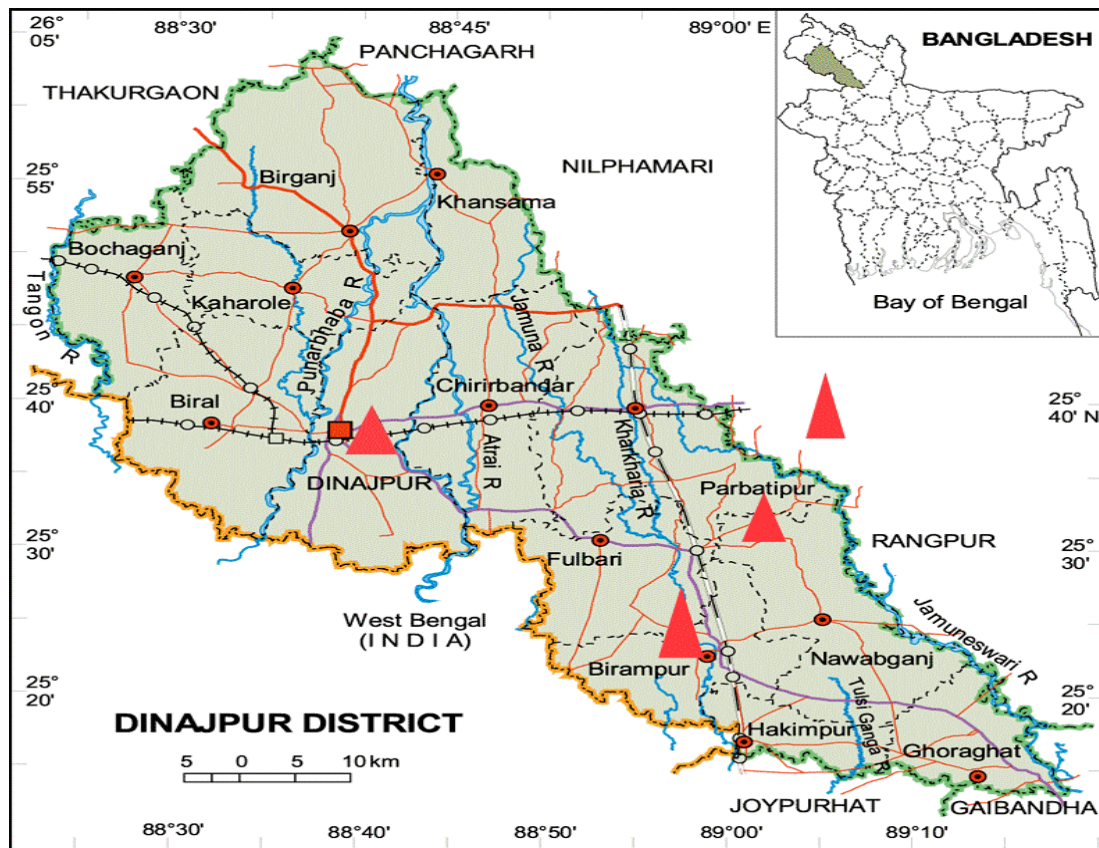 26°
05'
88°30'
88°45'
89°00' E
BANGLADESH
PANCHAGARH
THAKURGAON
NILPHAMARI
25°
55'
Birganj
Khansama
Bochaganj
Tangon R
Kaharole
Punarbhaba R
Jamuna R
Bay of Bengal
25°
40'
Biral
Chirirbandar
25°
40' N
DINAJPUR
Atrai R
Kharkharia R
Parbatipur
25°
30'
Fulbari
RANGPUR
25°
30'
West Bengal
(I N D I A)
Jamuneswari R
Birampur
Nawabganj
25°
20'
Tulsi Ganga R
25°
20'
DINAJPUR DISTRICT
Hakimpur
Ghoraghat
5 0 5 10 km
JOYPURHAT
GAIBANDHA
88°30'
88°40'
88°50'
89°00'
89°10'